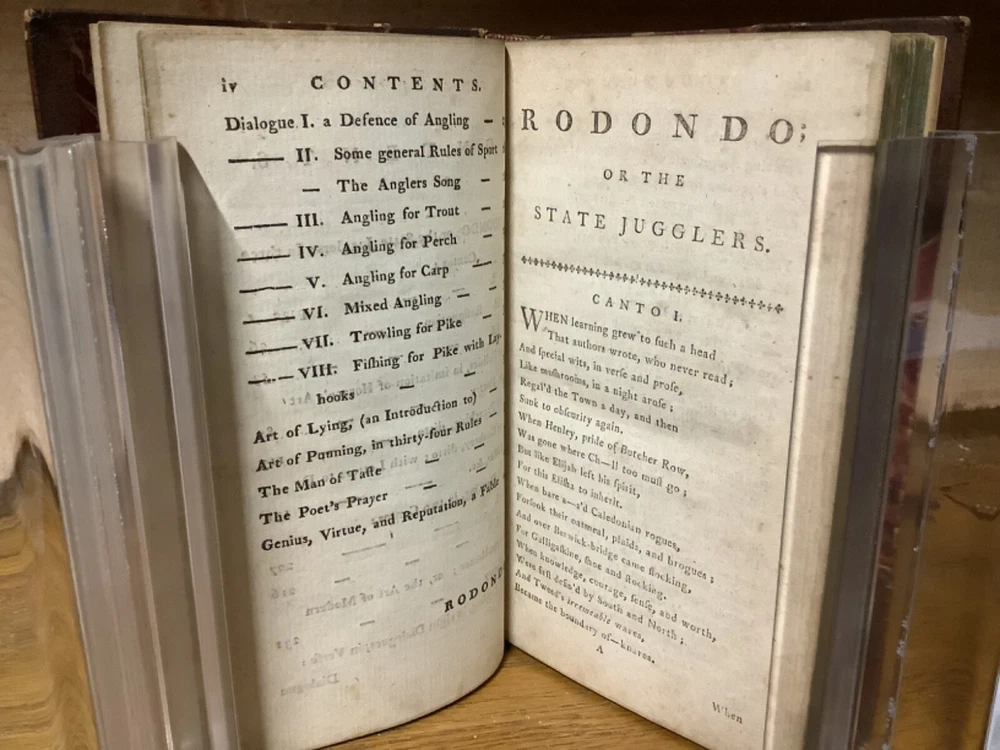 iv CONTENTS.
Dialogue I. a Defence of Angling —
—— II. Some general Rules of Sport
— The Anglers Song —
—— III. Angling for Trout —
—— IV. Angling for Perch —
—— V. Angling for Carp —
—— VI. Mixed Angling — —
—— VII. Trowling for Pike —
—— VIII. Fiſhing for Pike with Lay-
hooks — —
Art of Lying, (an Introduction to)
Art of Punning, in thirty-four Rules —
The Man of Taſte — —
The Poet's Prayer — —
Genius, Virtue, and Reputation, a Fable
RODOND
RODONDO;
OR THE
STATE JUGGLERS.
CANTO I.
WHEN learning grew to ſuch a head
That authors wrote, who never read;
And ſpecial wits, in verſe and proſe,
Like muſhrooms, in a night aroſe;
Regal'd the Town a day, and then
Sunk to obſcurity again.
When Henley, pride of Butcher Row,
Was gone where Ch—ll too muſt go;
But like Elijah left his ſpirit,
For this Eliſha to inherit.
When bare a—s'd Caledonian rogues,
Forſook their oatmeal, plaids, and brogues;
And over Berwick-bridge came flocking,
For Galligaſkins, ſhoe and ſtocking.
When knowledge, courage, ſenſe, and worth,
Were firſt defin'd by South and North;
And Tweed's irremeable waves,
Became the boundary of—knaves.
A
When